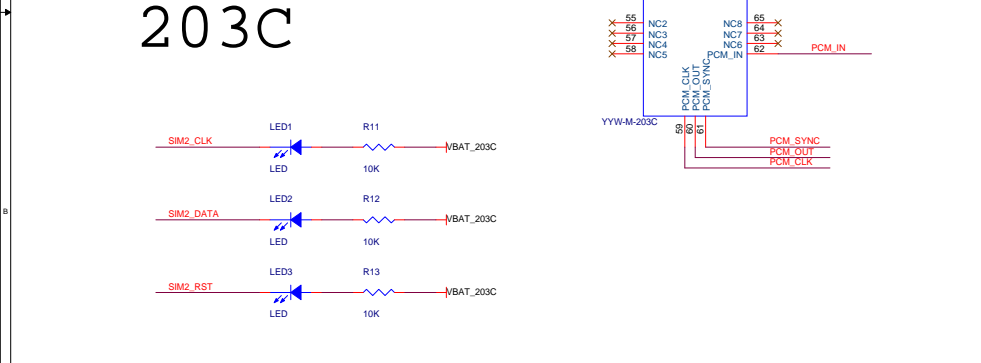 203C
55 NC2 NC8 65
56 NC3 NC7 64
57 NC4 NC6 63
58 NC5 PCM_IN 62 PCM_IN
PCM_CLK
PCM_OUT
PCM_SYNC
YYW-M-203C
59
60
61
PCM_SYNC
PCM_OUT
PCM_CLK
LED1 R11
SIM2_CLK VBAT_203C
LED 10K
LED2 R12
SIM2_DATA VBAT_203C
LED 10K
LED3 R13
SIM2_RST VBAT_203C
LED 10K
B